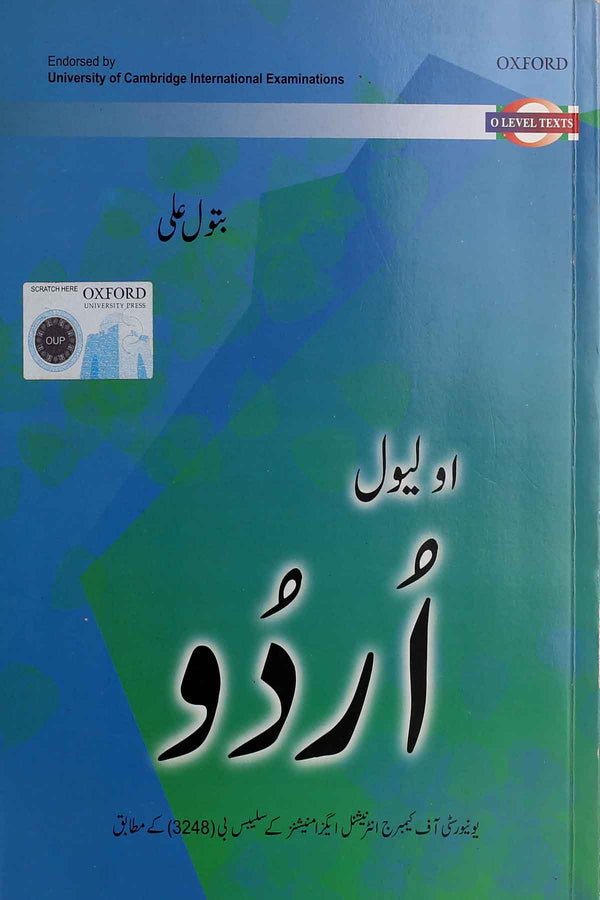 Endorsed by
University of Cambridge International Examinations
OXFORD
O LEVEL TEXTS
بتول علی
SCRATCH HERE
OXFORD
UNIVERSITY PRESS
OUP
او لیول
اُردُو
یونیورسٹی آف کیمبرج انٹرنیشنل ایگزامنیشنز کے سلیبس بی (3248) کے مطابق